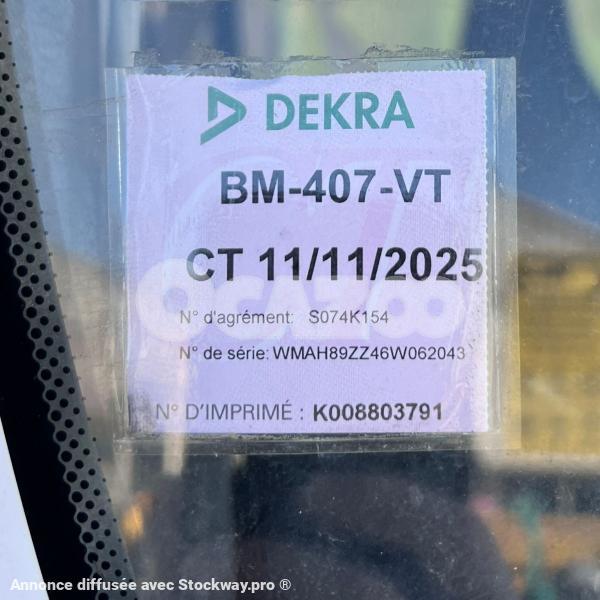 DEKRA
BM-407-VT
CT 11/11/2025
OCAZOO
N° d'agrément: S074K154
N° de série: WMAH89ZZ46W062043
N° D'IMPRIMÉ : K008803791
Annonce diffusée avec Stockway.pro ®